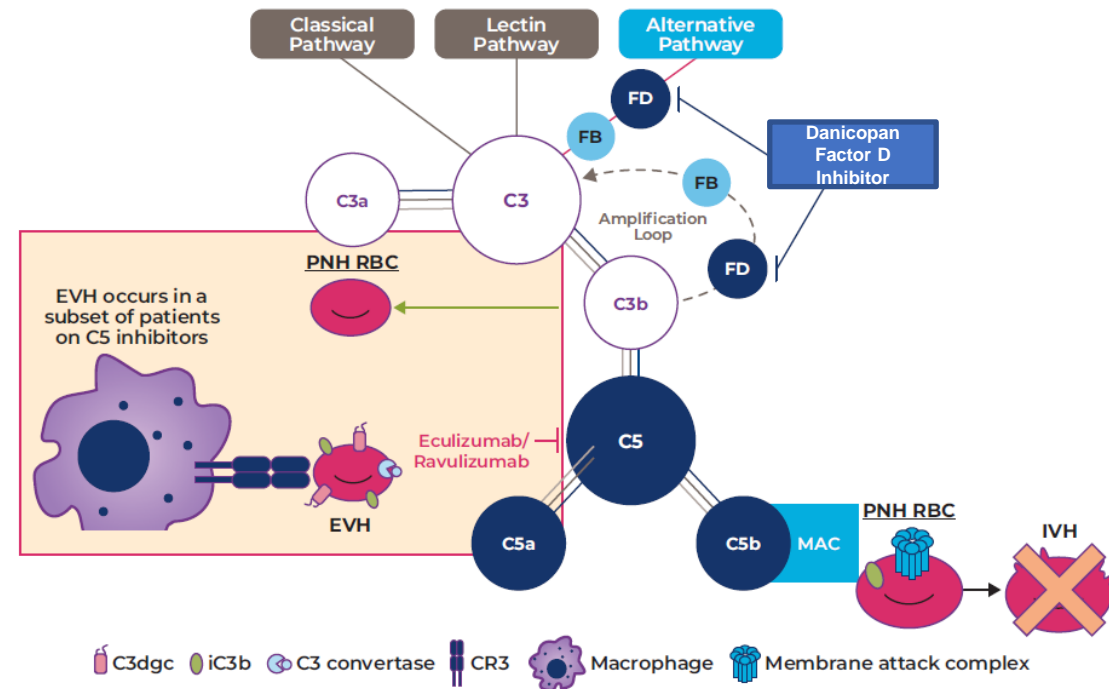 Classical
Pathway
Lectin
Pathway
Alternative
Pathway
FD
FB
Danicopan
Factor D
Inhibitor
C3a
C3
FB
Amplification
Loop
FD
PNH RBC
C3b
EVH occurs in a
subset of patients
on C5 inhibitors
Eculizumab/
Ravulizumab
C5
EVH
C5a
C5b
MAC
PNH RBC
IVH
C3dgc
iC3b
C3 convertase
CR3
Macrophage
Membrane attack complex